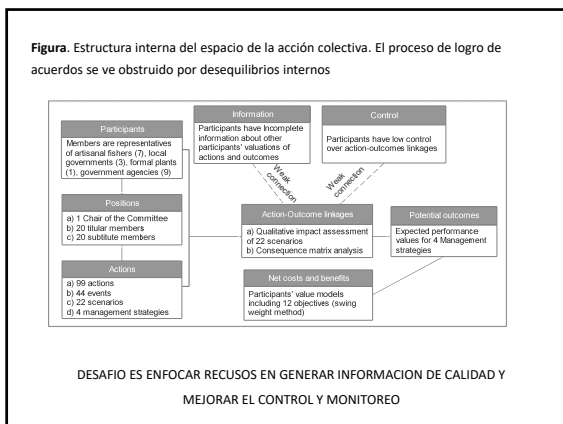 Figura. Estructura interna del espacio de la acción colectiva. El proceso de logro de
acuerdos se ve obstruido por desequilibrios internos
Participants
Members are representatives
of artisanal fishers (7), local
governments (3), formal plants
(1), government agencies (9)
Positions
a) 1 Chair of the Committee
b) 20 titular members
c) 20 subtitute members
Actions
a) 99 actions
b) 44 events
c) 22 scenarios
d) 4 management strategies
Information
Participants have Incomplete
information about other
participants' valuations of
actions and outcomes
Control
Participants have low control
over action-outcomes linkages
Weak
connection
Weak
connection
Action-Outcome linkages
a) Qualitative impact assessment
of 22 scenarios
b) Consequence matrix analysis
Potential outcomes
Expected performance
values for 4 Management
strategies
Net costs and benefits
Participants' value models
including 12 objectives (swing
weight method)
DESAFIO ES ENFOCAR RECUSOS EN GENERAR INFORMACION DE CALIDAD Y
MEJORAR EL CONTROL Y MONITOREO